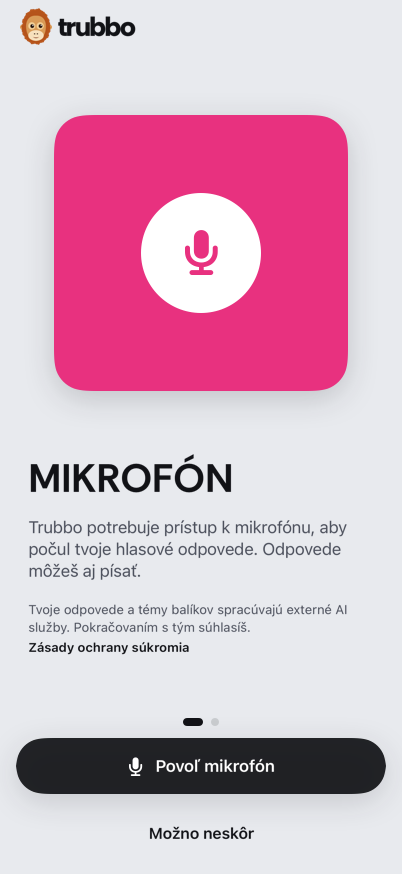 trubbo
MIKROFÓN
Trubbo potrebuje prístup k mikrofónu, aby
počul tvoje hlasové odpovede. Odpovede
môžeš aj písať.
Tvoje odpovede a témy balíkov spracúvajú externé AI
služby. Pokračovaním s tým súhlasíš.
Zásady ochrany súkromia
Povoľ mikrofón
Možno neskôr